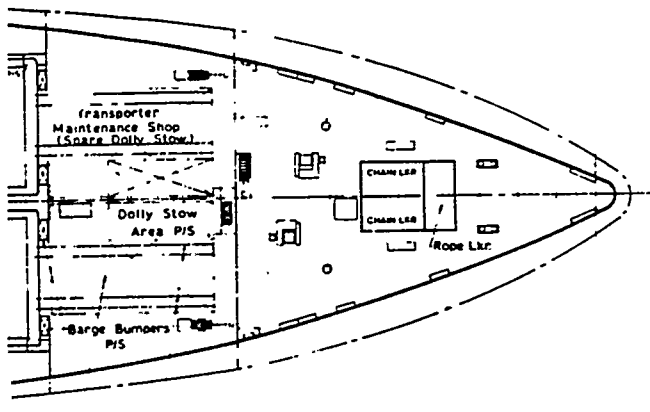 Transporter
Maintenance Shop
(Spare Dolly Stow.)
CHAIN LKR
Dolly Stow
Area P/S
CHAIN LKR
Rope Lkr.
Barge Bumpers
P/S